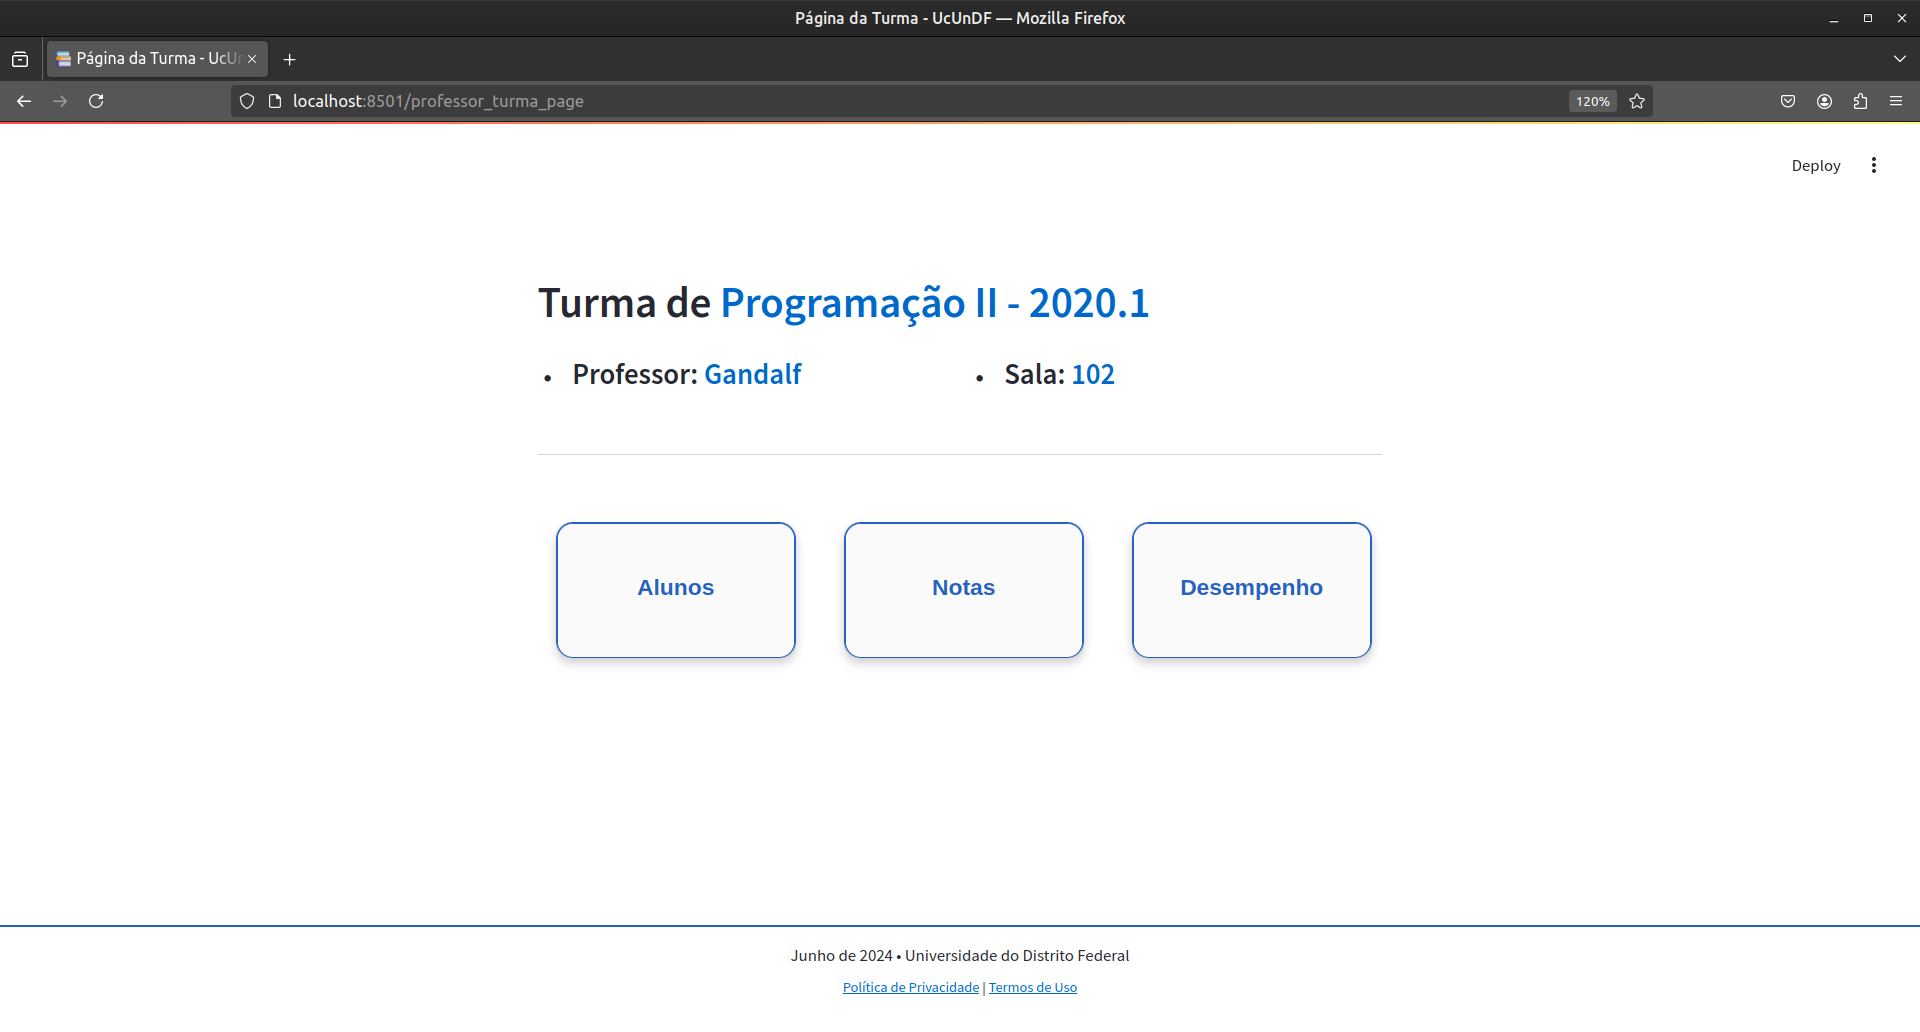 Página da Turma - UcUnDF — Mozilla Firefox
Página da Turma - UcUn
localhost:8501/professor_turma_page
120%
Deploy
Turma de Programação II - 2020.1
• Professor: Gandalf
• Sala: 102
Alunos
Notas
Desempenho
Junho de 2024 • Universidade do Distrito Federal
Política de Privacidade | Termos de Uso